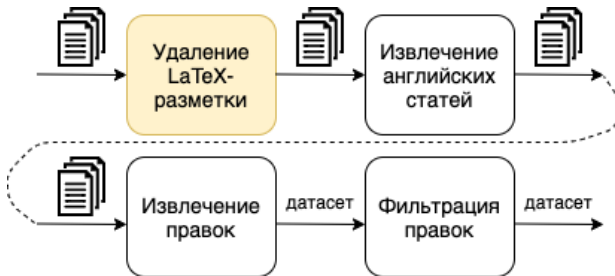 Удаление
LaTeX-
разметки
Извлечение
английских
статей
Извлечение
правок
датасет
Фильтрация
правок
датасет